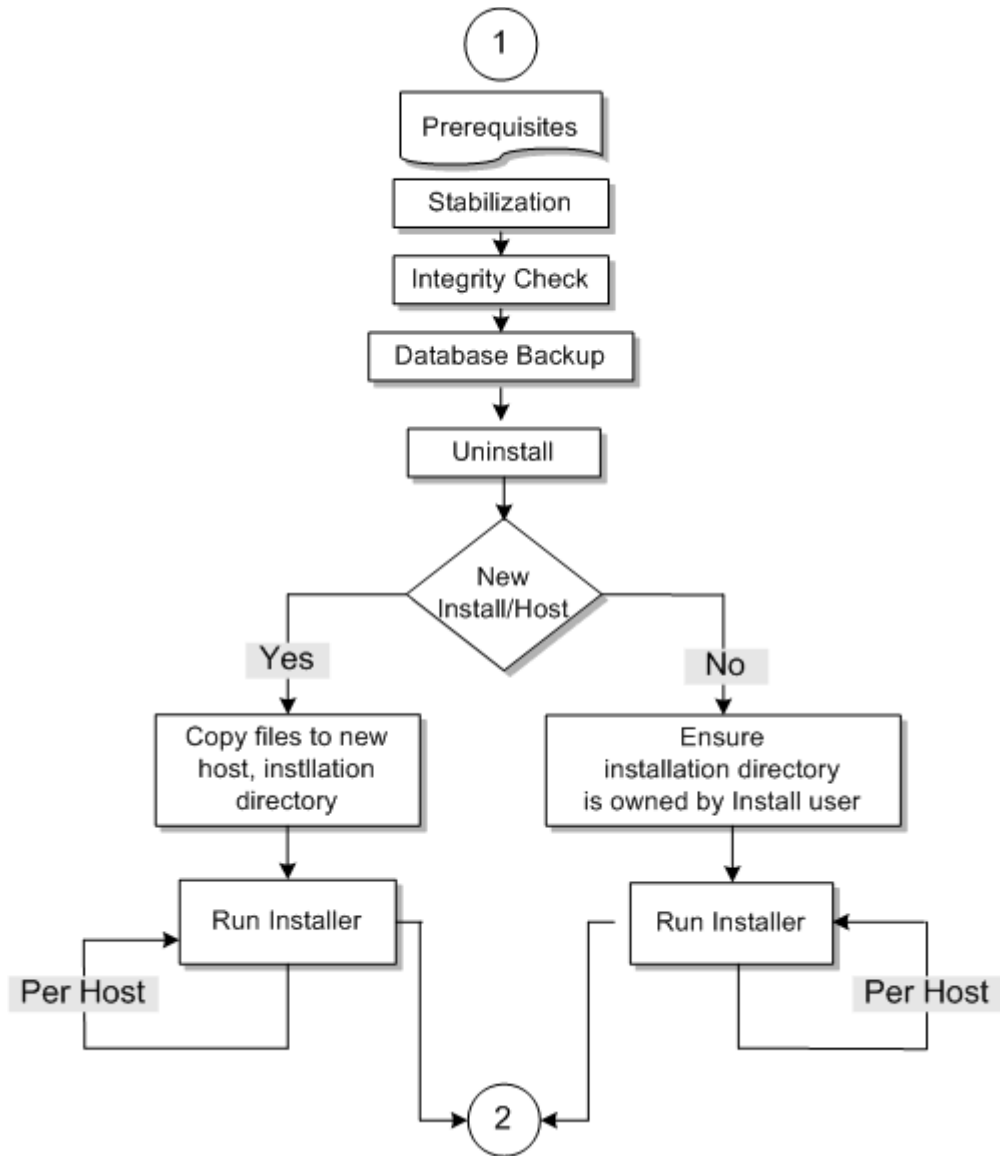 1
Prerequisites
Stabilization
Integrity Check
Database Backup
Uninstall
New
Install/Host
Yes
No
Copy files to new
host, instllation
directory
Ensure
installation directory
is owned by Install user
Run Installer
Run Installer
Per Host
Per Host
2